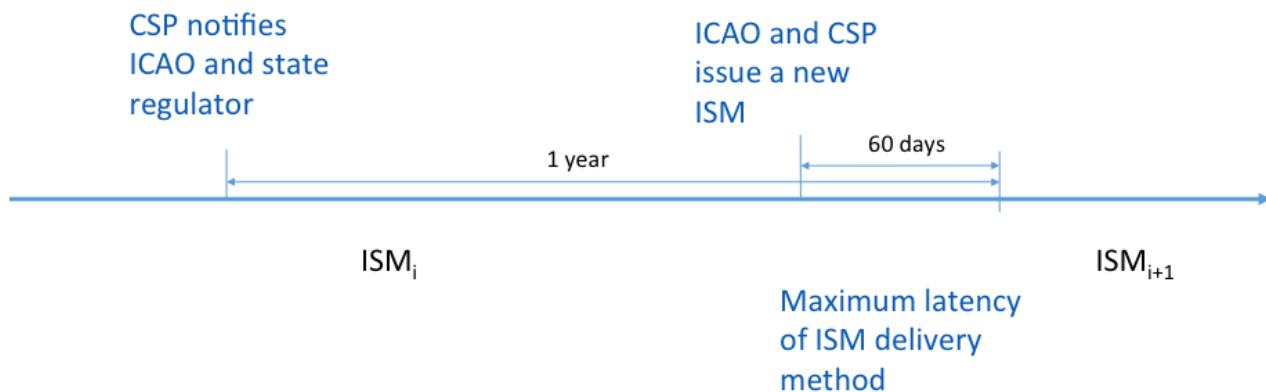 CSP notifies
ICAO and state
regulator
ICAO and CSP
issue a new
ISM
1 year
60 days
ISMᵢ
ISMᵢ₊₁
Maximum latency
of ISM delivery
method